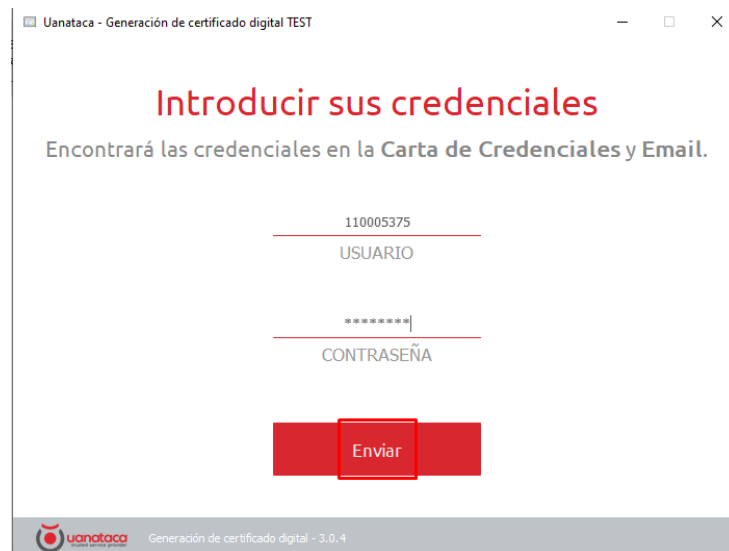 Uanataca - Generación de certificado digital TEST
Introducir sus credenciales
Encontrará las credenciales en la Carta de Credenciales y Email.
110005375
USUARIO
********
CONTRASEÑA
Enviar
uanataca
trusted service provider
Generación de certificado digital - 3.0.4